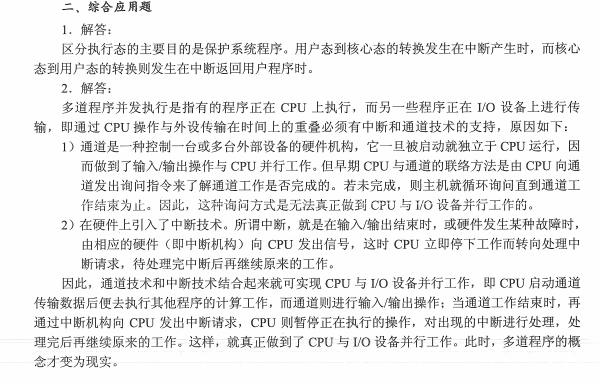 二、综合应用题
1．解答：
区分执行态的主要目的是保护系统程序。用户态到核心态的转换发生在中断产生时，而核心
态到用户态的转换则发生在中断返回用户程序时。
2．解答：
多道程序并发执行是指有的程序正在 CPU 上执行，而另一些程序正在 I/O 设备上进行传
输，即通过 CPU 操作与外设传输在时间上的重叠必须有中断和通道技术的支持，原因如下：
1）通道是一种控制一台或多台外部设备的硬件机构，它一旦被启动就独立于 CPU 运行，因
而做到了输入/输出操作与 CPU 并行工作。但早期 CPU 与通道的联络方法是由 CPU 向通
道发出询问指令来了解通道工作是否完成的。若未完成，则主机就循环询问直到通道工
作结束为止。因此，这种询问方式是无法真正做到 CPU 与 I/O 设备并行工作的。
2）在硬件上引入了中断技术。所谓中断，就是在输入/输出结束时，或硬件发生某种故障时，
由相应的硬件（即中断机构）向 CPU 发出信号，这时 CPU 立即停下工作而转向处理中
断请求，待处理完中断后再继续原来的工作。
因此，通道技术和中断技术结合起来就可实现 CPU 与 I/O 设备并行工作，即 CPU 启动通道
传输数据后便去执行其他程序的计算工作，而通道则进行输入/输出操作；当通道工作结束时，再
通过中断机构向 CPU 发出中断请求，CPU 则暂停正在执行的操作，对出现的中断进行处理，处
理完后再继续原来的工作。这样，就真正做到了 CPU 与 I/O 设备并行工作。此时，多道程序的概
念才变为现实。